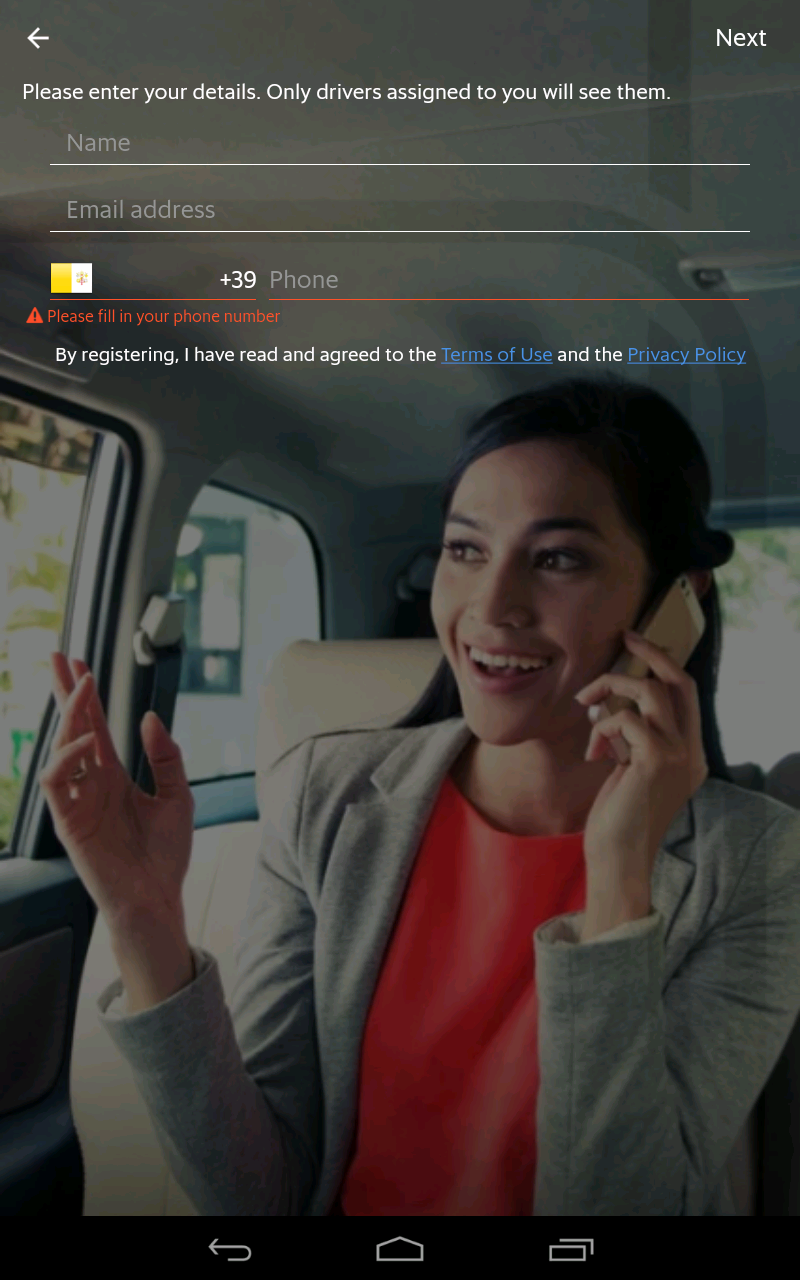 Next
Please enter your details. Only drivers assigned to you will see them.
Name
Email address
+39 Phone
Please fill in your phone number
By registering, I have read and agreed to the Terms of Use and the Privacy Policy